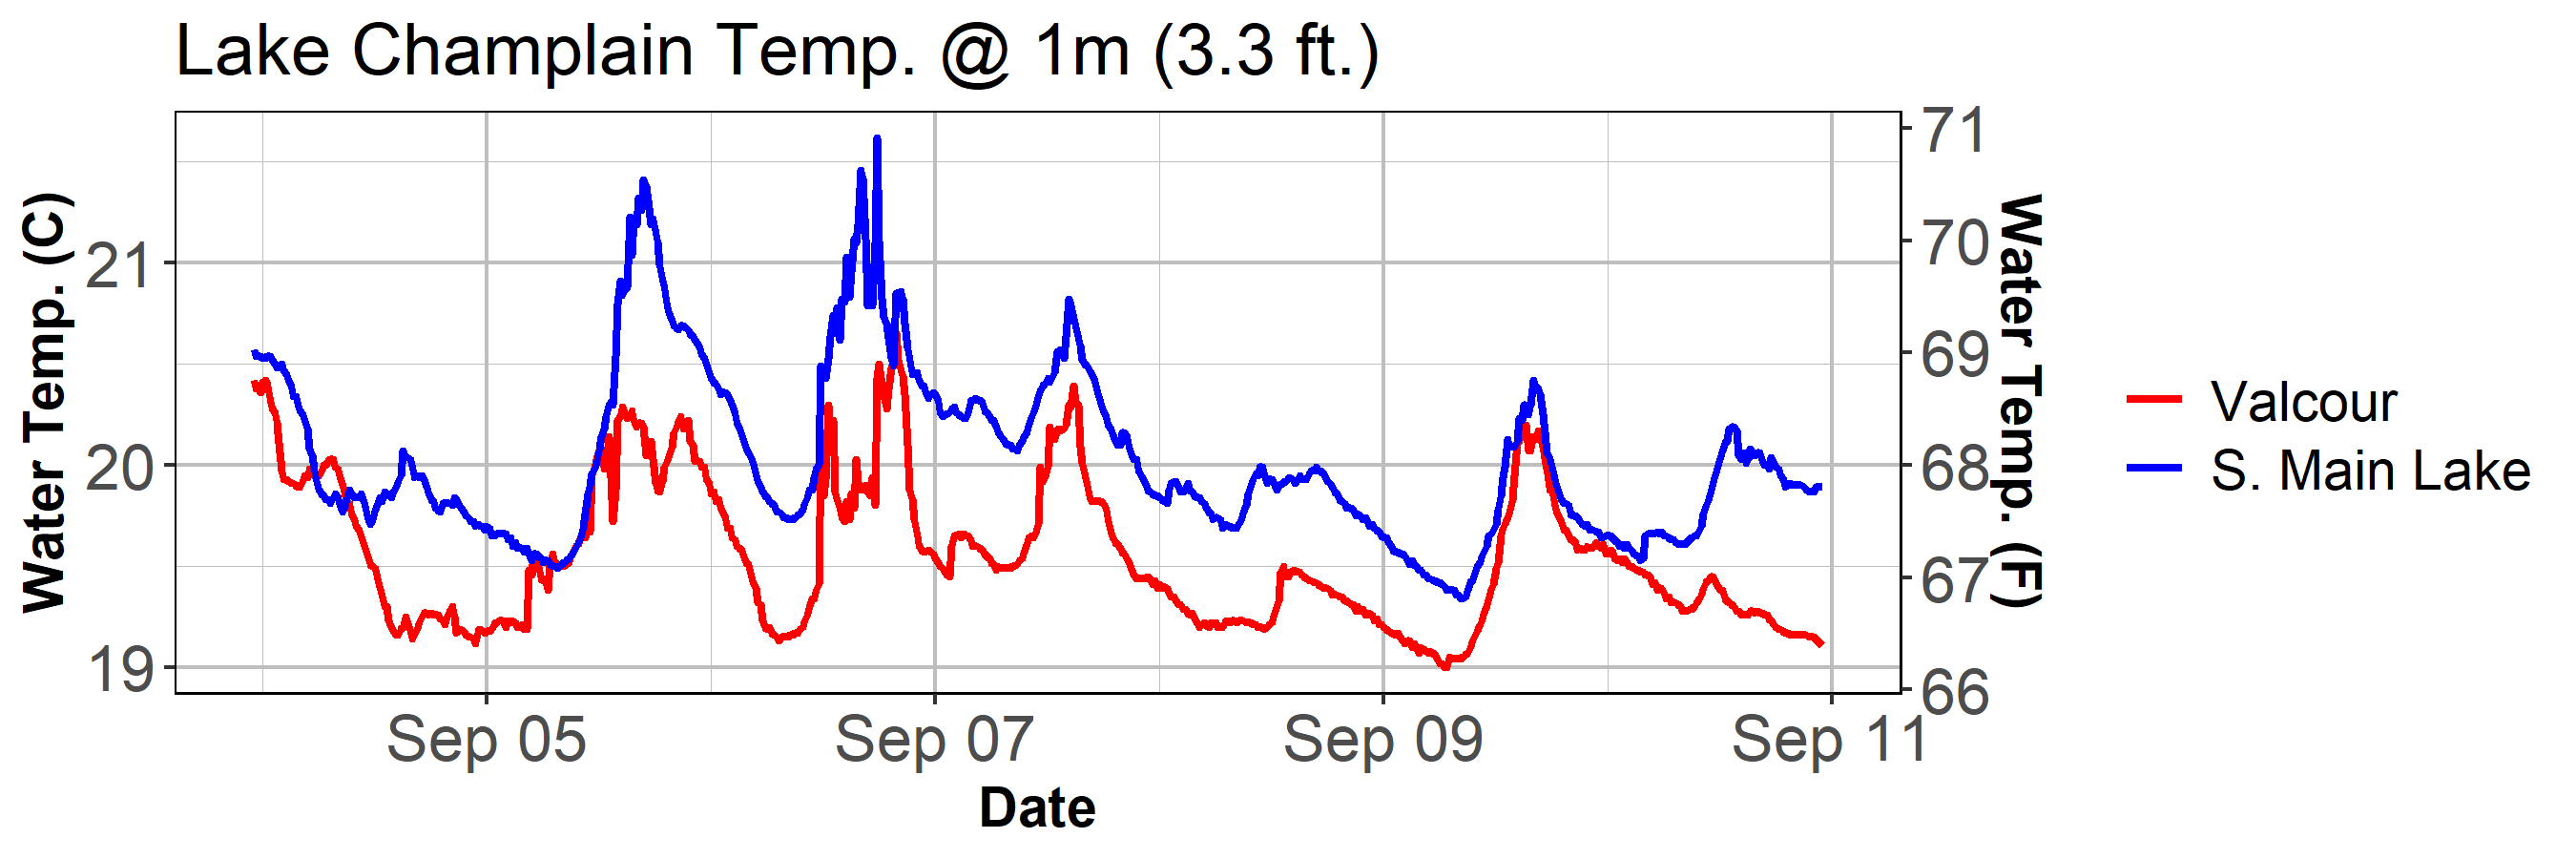 Lake Champlain Temp. @ 1m (3.3 ft.)
Water Temp. (C)
21
20
19
71
70
69
68
67
66
Water Temp. (F)
Sep 05 Sep 07 Sep 09 Sep 11
Date
Valcour
S. Main Lake